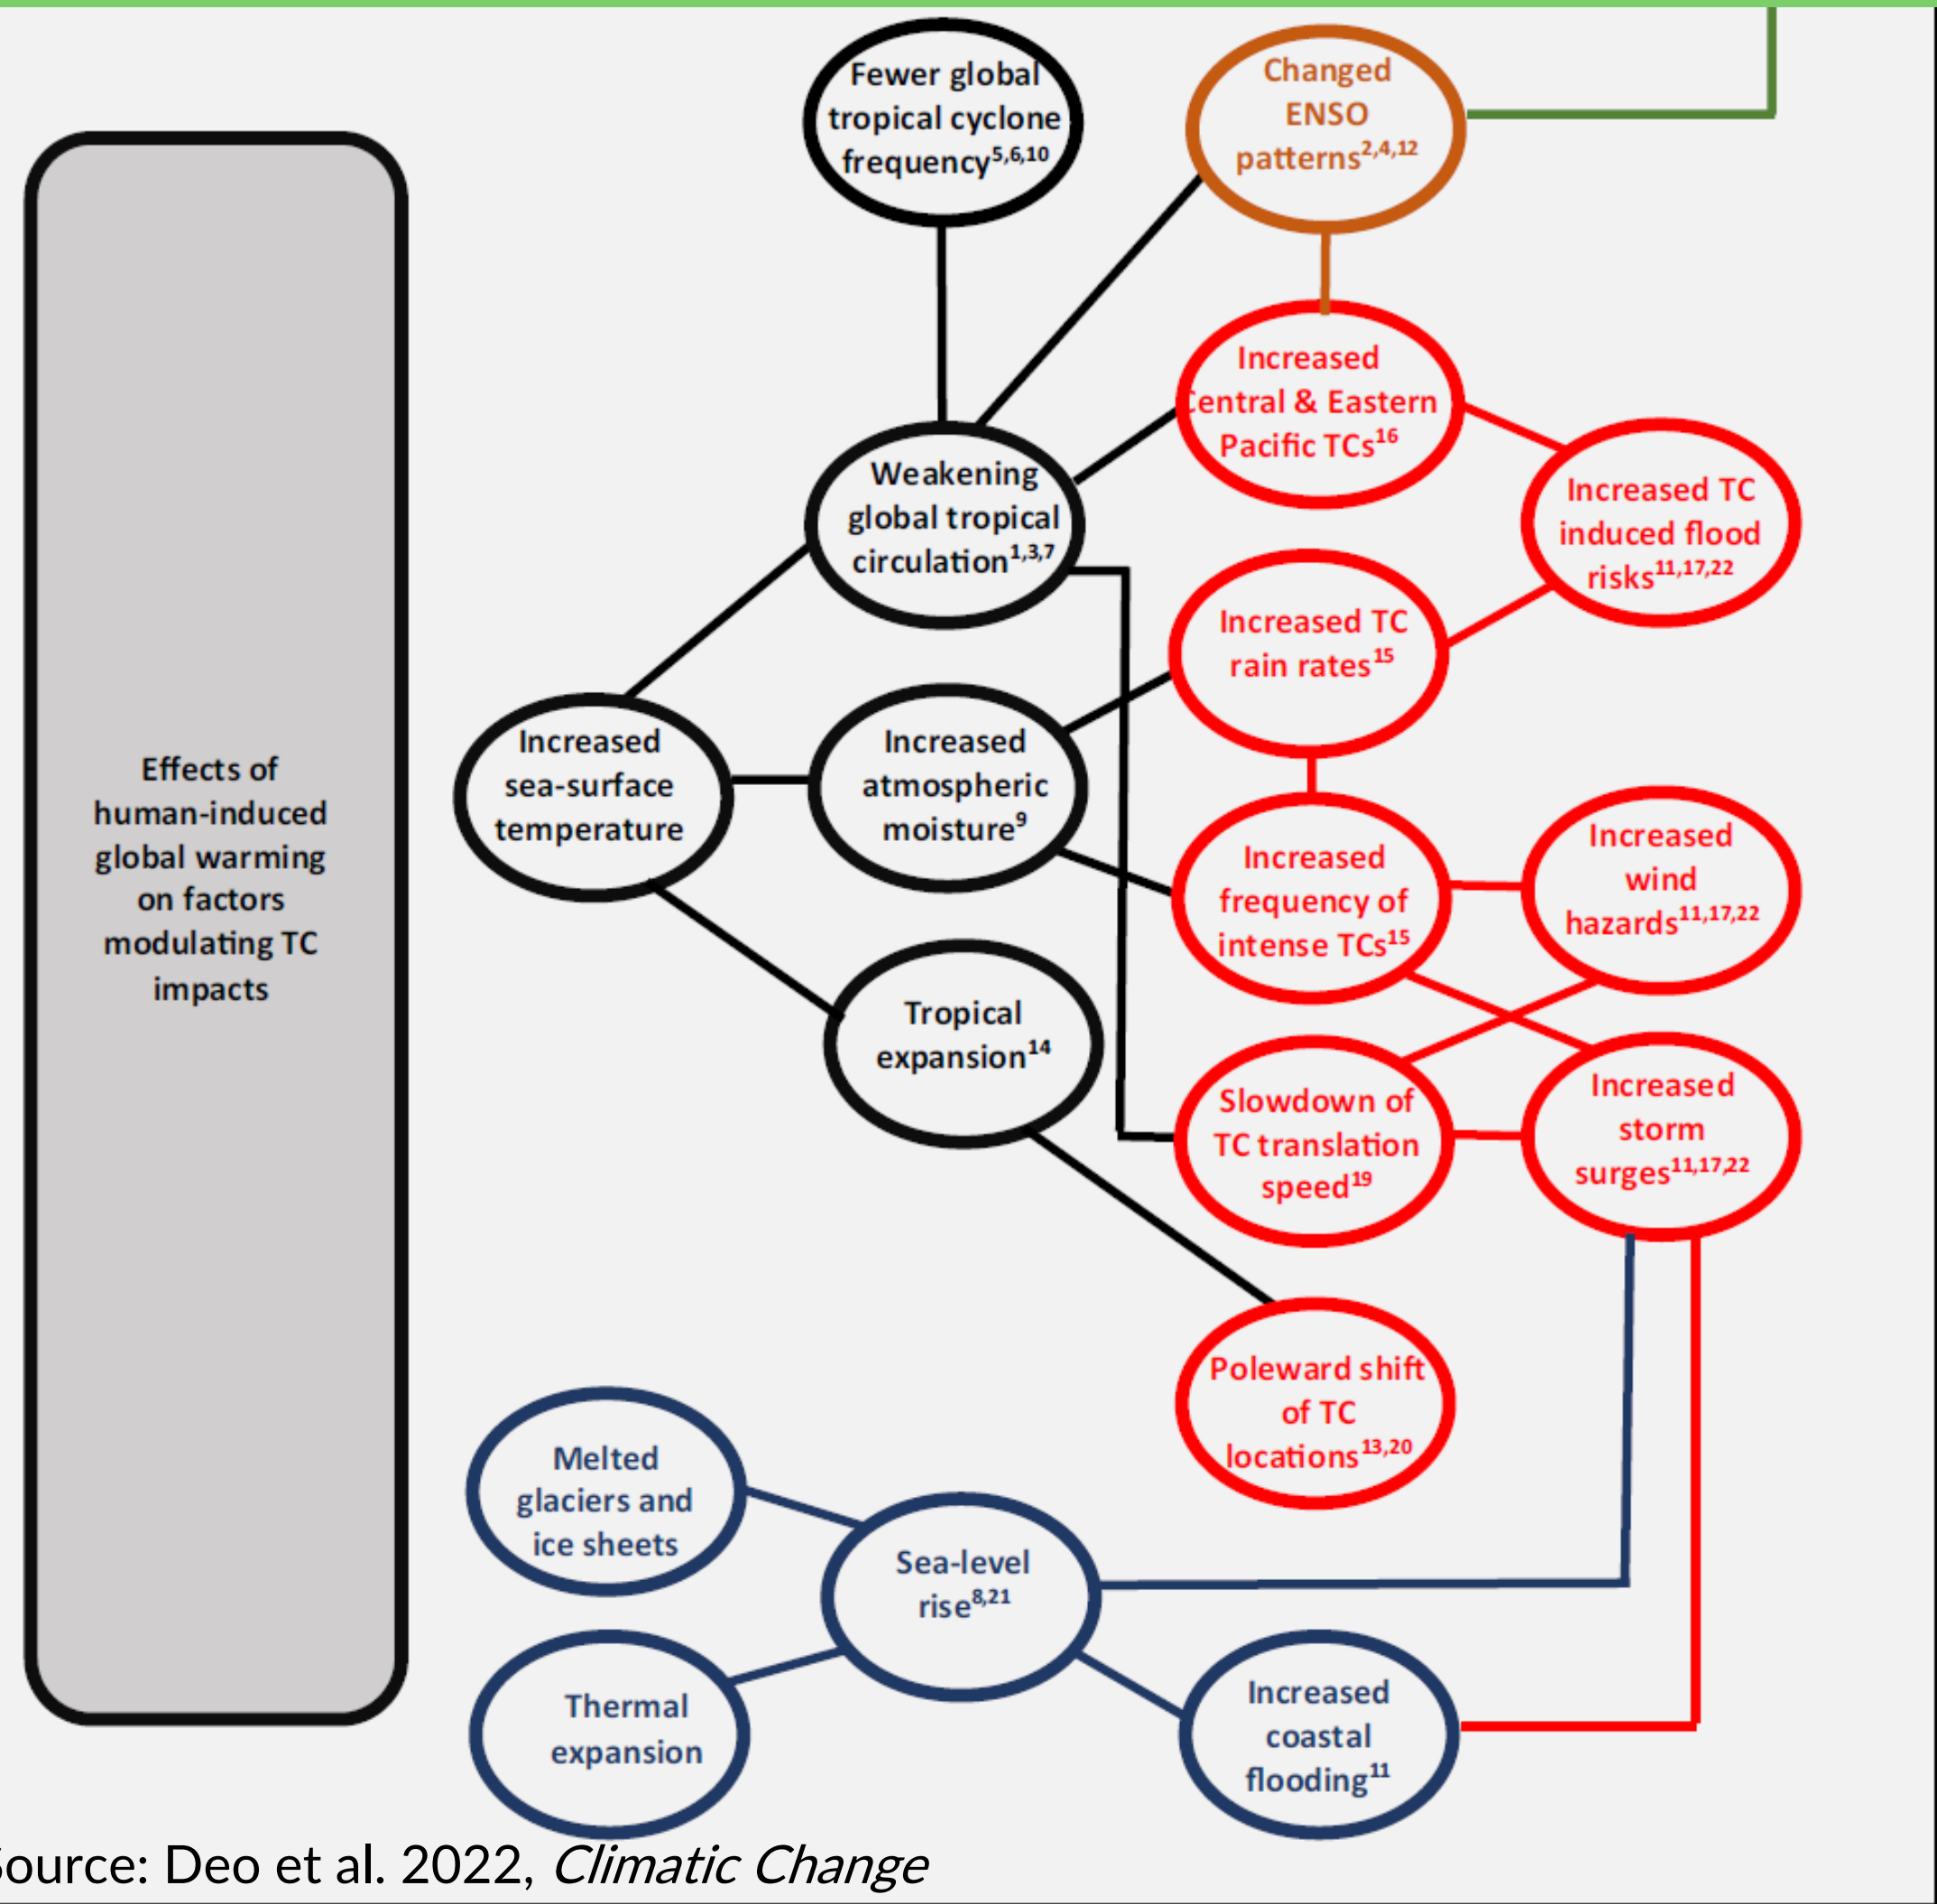 Fewer global
tropical cyclone
frequency5,6,10
Changed
ENSO
patterns2,4,12
Increased
Central & Eastern
Pacific TCs16
Weakening
global tropical
circulation1,3,7
Increased TC
induced flood
risks11,17,22
Increased TC
rain rates15
Effects of
human-induced
global warming
on factors
modulating TC
impacts
Increased
sea-surface
temperature
Increased
atmospheric
moisture9
Increased
frequency of
intense TCs15
Increased
wind
hazards11,17,22
Tropical
expansion14
Slowdown of
TC translation
speed19
Increased
storm
surges11,17,22
Poleward shift
of TC
locations13,20
Melted
glaciers and
ice sheets
Sea-level
rise8,21
Thermal
expansion
Increased
coastal
flooding11
Source: Deo et al. 2022, Climatic Change